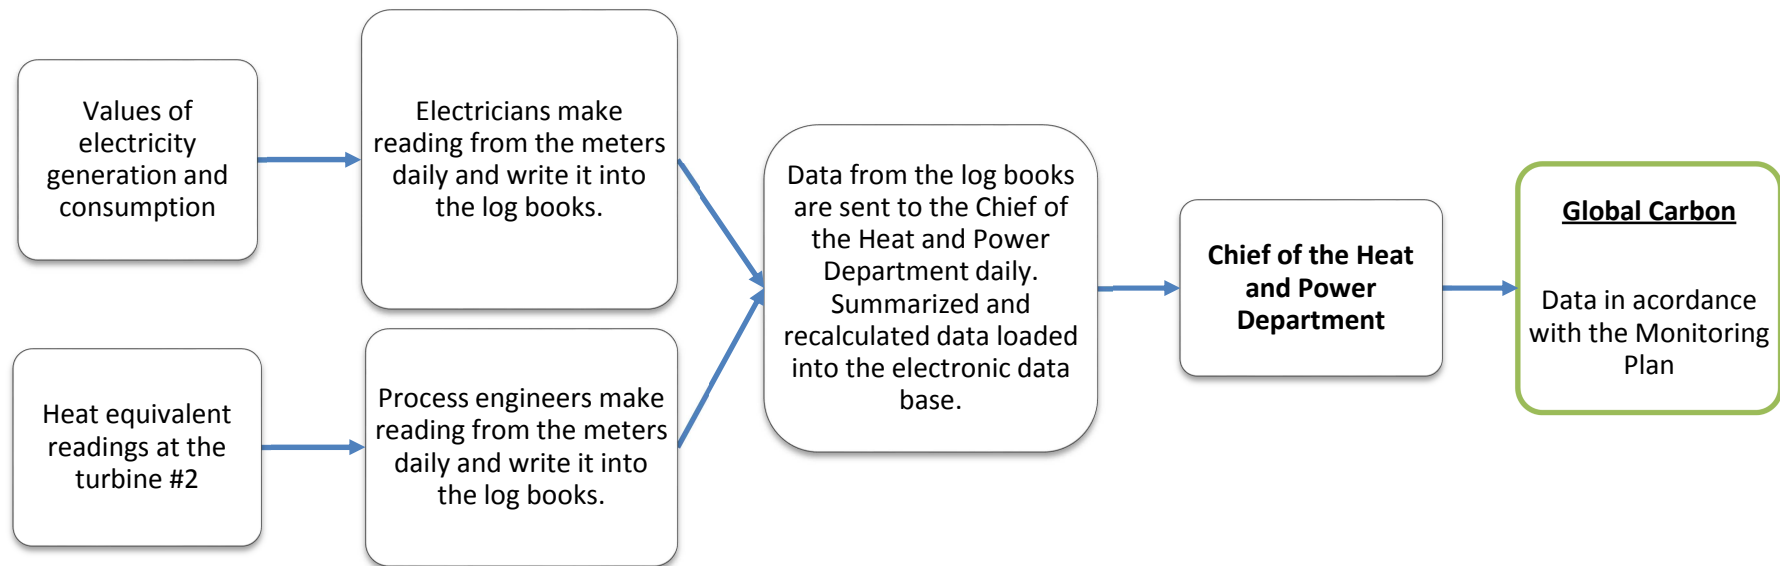 Values of
electricity
generation and
consumption
Electricians make
reading from the meters
daily and write it into
the log books.
Heat equivalent
readings at the
turbine #2
Process engineers make
reading from the meters
daily and write it into
the log books.
Data from the log books
are sent to the Chief of
the Heat and Power
Department daily.
Summarized and
recalculated data loaded
into the electronic data
base.
Chief of the Heat
and Power
Department
Global Carbon
Data in acordance
with the Monitoring
Plan